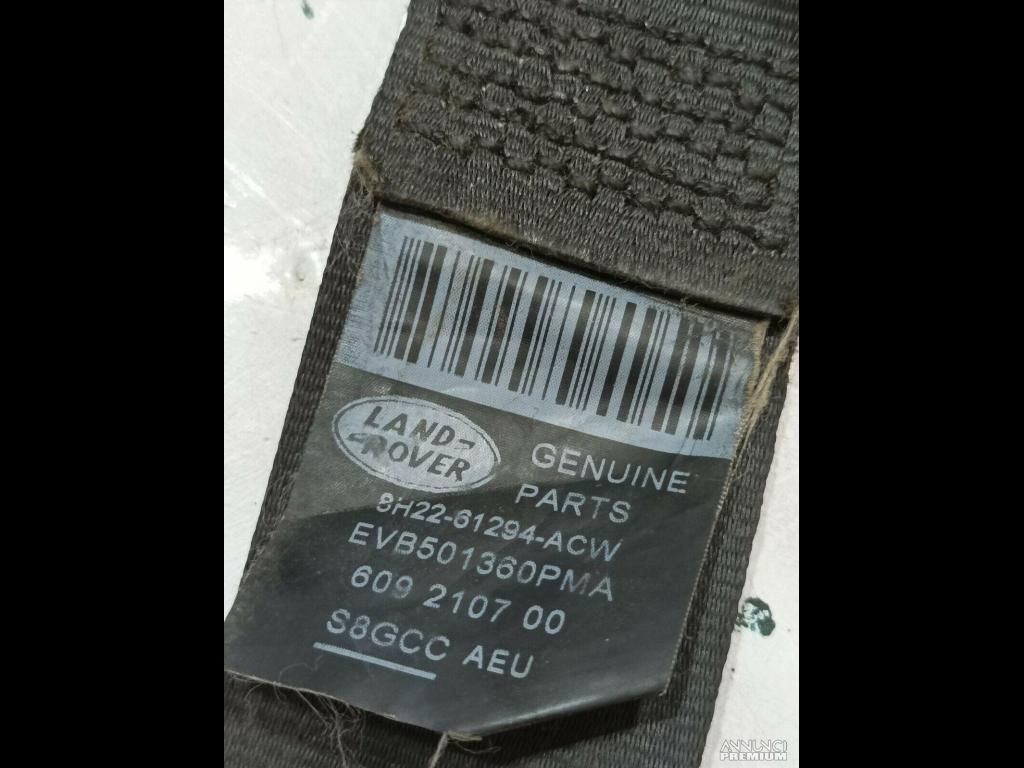 LAND-
-ROVER
GENUINE
PARTS
8H22-61294-ACW
EVB501360PMA
609 2107 00
S8GCC AEU
ANNUNCI
PREMIUM